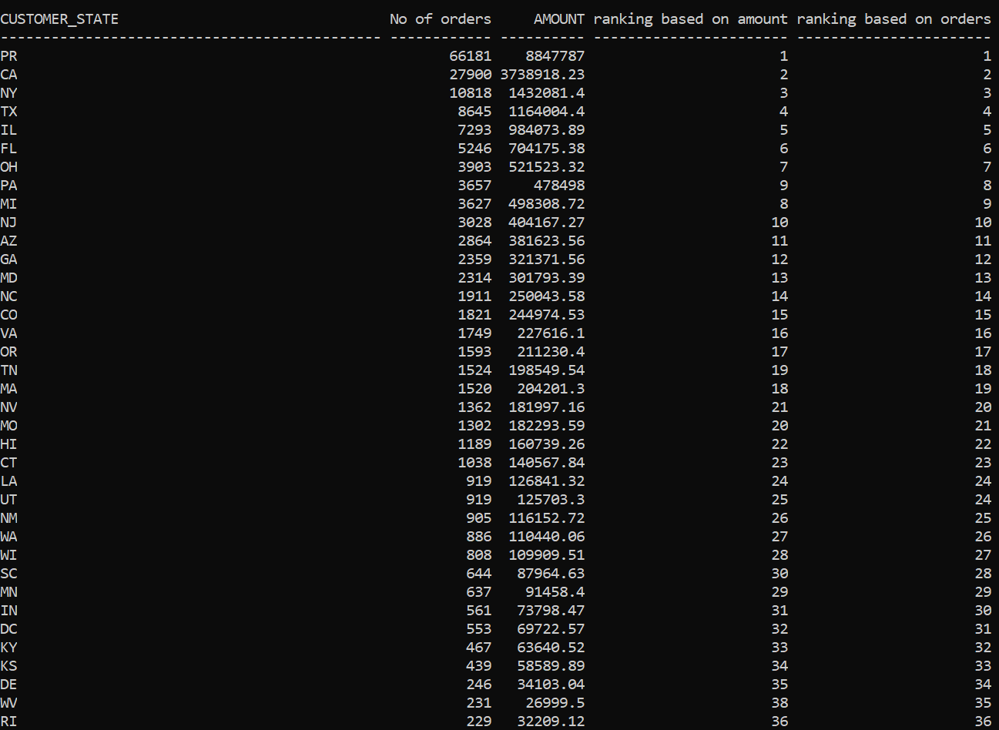 CUSTOMER_STATE No of orders AMOUNT ranking based on amount ranking based on orders
--------------------------------------------- ------------ ---------- ----------------------- -----------------------
PR 66181 8847787 1 1
CA 27900 3738918.23 2 2
NY 10818 1432081.4 3 3
TX 8645 1164004.4 4 4
IL 7293 984073.89 5 5
FL 5246 704175.38 6 6
OH 3903 521523.32 7 7
PA 3657 478498 9 8
MI 3627 498308.72 8 9
NJ 3028 404167.27 10 10
AZ 2864 381623.56 11 11
GA 2359 321371.56 12 12
MD 2314 301793.39 13 13
NC 1911 250043.58 14 14
CO 1821 244974.53 15 15
VA 1749 227616.1 16 16
OR 1593 211230.4 17 17
TN 1524 198549.54 19 18
MA 1520 204201.3 18 19
NV 1362 181997.16 21 20
MO 1302 182293.59 20 21
HI 1189 160739.26 22 22
CT 1038 140567.84 23 23
LA 919 126841.32 24 24
UT 919 125703.3 25 24
NM 905 116152.72 26 25
WA 886 110440.06 27 26
WI 808 109909.51 28 27
SC 644 87964.63 30 28
MN 637 91458.4 29 29
IN 561 73798.47 31 30
DC 553 69722.57 32 31
KY 467 63640.52 33 32
KS 439 58589.89 34 33
DE 246 34103.04 35 34
WV 231 26999.5 38 35
RI 229 32209.12 36 36